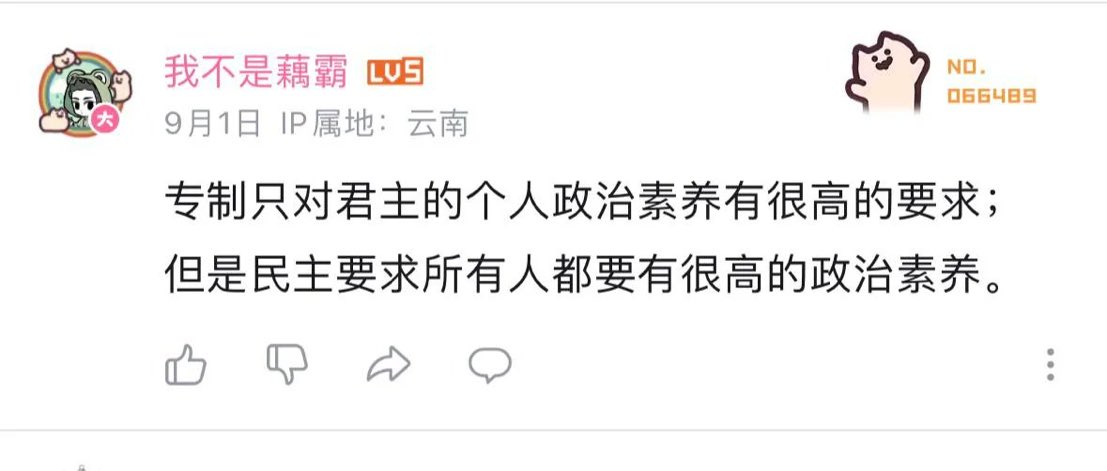 我不是藕霸 LV5
NO.
066489
9月1日 IP属地：云南
专制只对君主的个人政治素养有很高的要求；
但是民主要求所有人都要有很高的政治素养。
大